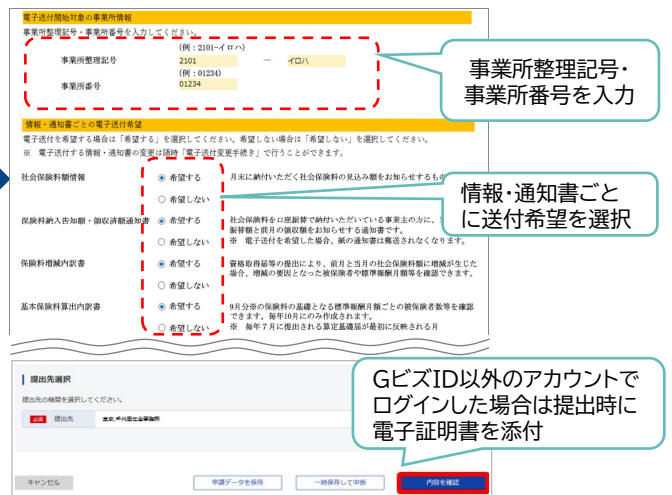 電子送付開始対象の事業所情報
事業所整理記号・事業所番号を入力してください。
(例：2101-イロハ)
事業所整理記号 2101 － イロハ
(例：01234)
事業所番号 01234
事業所整理記号・
事業所番号を入力
情報・通知書ごとの電子送付希望
電子送付を希望する場合は「希望する」を選択してください。希望しない場合は「希望しない」を選択してください。
※ 電子送付する情報・通知書の変更は随時「電子送付変更手続き」で行うことができます。
社会保険料額情報 希望する 月末に納付いただく社会保険料の見込み額をお知らせするもの
希望しない
情報・通知書ごと
に送付希望を選択
保険料納入告知額・領収済額通知書 希望する 社会保険料を口座振替で納付いただいている事業主の方に、
振替額と前月の領収額をお知らせする通知書です。
希望しない ※ 電子送付を希望した場合、紙の通知書は郵送されなくなります。
保険料増減内訳書 希望する 資格取得届等の提出により、前月と当月の社会保険料額に増減が生じた
場合、増減の要因となった被保険者や標準報酬月額等を確認できます。
希望しない
基本保険料算出内訳書 希望する 9月分※の保険料の基礎となる標準報酬月額ごとの被保険者数等を確認
できます。毎年10月にのみ作成されます。
希望しない ※ 毎年７月に提出される算定基礎届が最初に反映される月
提出先選択
提出先の機関を選択してください。
必須 提出先
GビズID以外のアカウントで
ログインした場合は提出時に
電子証明書を添付
キャンセル 申請データを保存 一時保存して中断 内容を確認